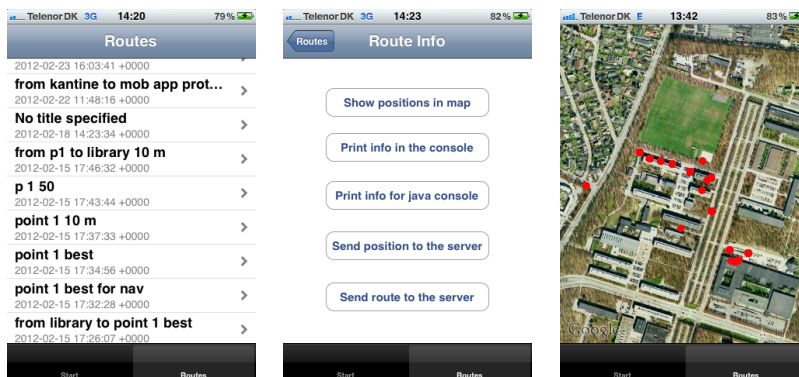 Telenor DK 3G 14:20 79%
Routes
2012-02-23 16:03:41 +0000
from kantine to mob app prot...
2012-02-22 11:48:16 +0000
No title specified
2012-02-18 14:23:34 +0000
from p1 to library 10 m
2012-02-15 17:46:32 +0000
p 1 50
2012-02-15 17:43:44 +0000
point 1 10 m
2012-02-15 17:37:33 +0000
point 1 best
2012-02-15 17:34:56 +0000
point 1 best for nav
2012-02-15 17:32:28 +0000
from library to point 1 best
2012-02-15 17:26:07 +0000
Start Routes
Telenor DK 3G 14:23 82%
Routes Route Info
Show positions in map
Print info in the console
Print info for java console
Send position to the server
Send route to the server
Start Routes
Telenor DK E 13:42 83%
Google
Start Routes